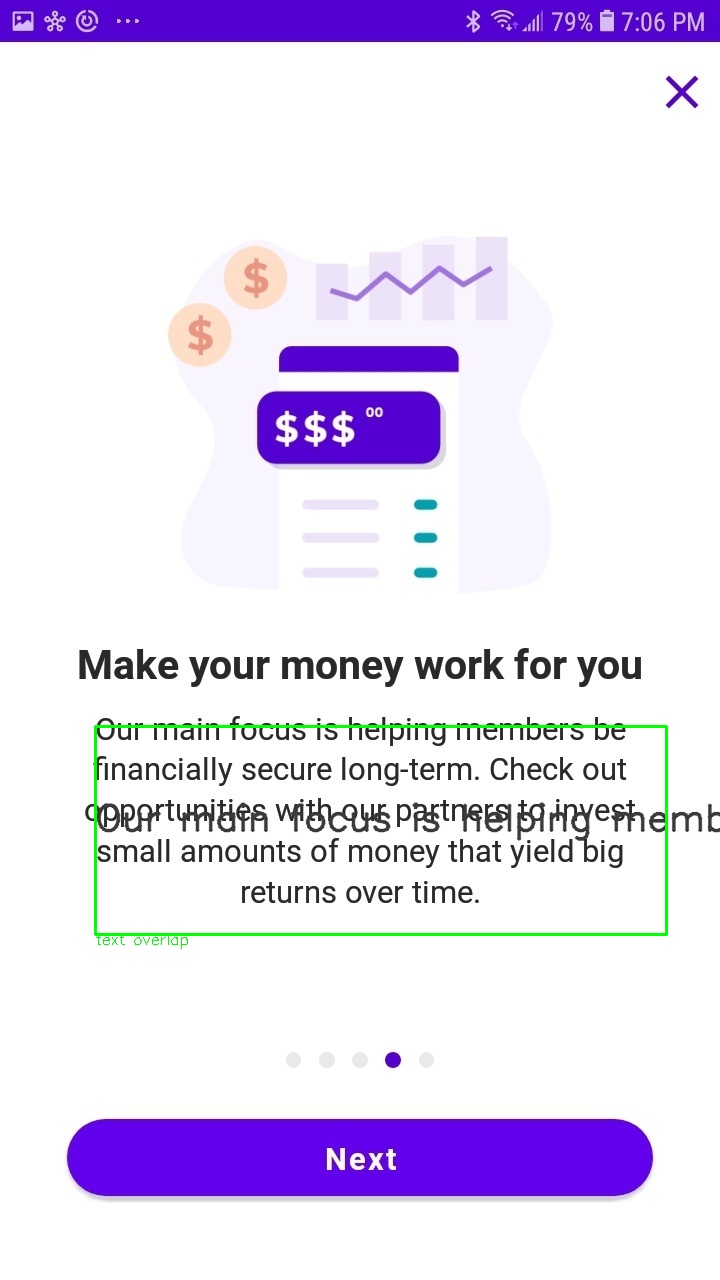 79% 7:06 PM
$
$
$$$ 00
Make your money work for you
Our main focus is helping members be
financially secure long-term. Check out
opportunities with our partners to invest
Our main focus is helping memb
small amounts of money that yield big
returns over time.
text overlap
Next